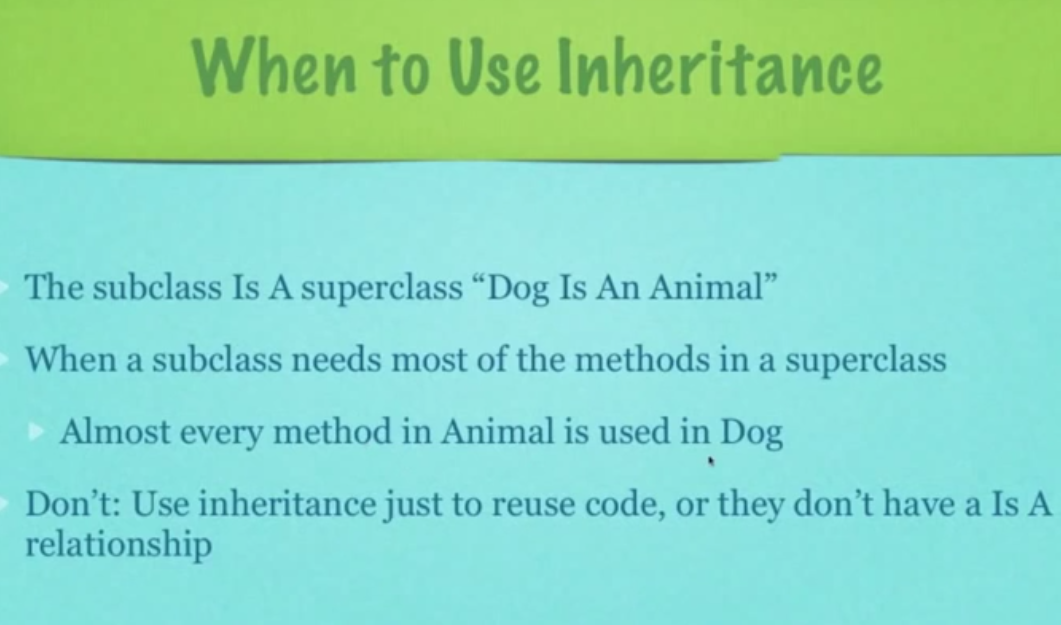 When to Use Inheritance
The subclass Is A superclass “Dog Is An Animal”
When a subclass needs most of the methods in a superclass
Almost every method in Animal is used in Dog
Don’t: Use inheritance just to reuse code, or they don’t have a Is A
relationship